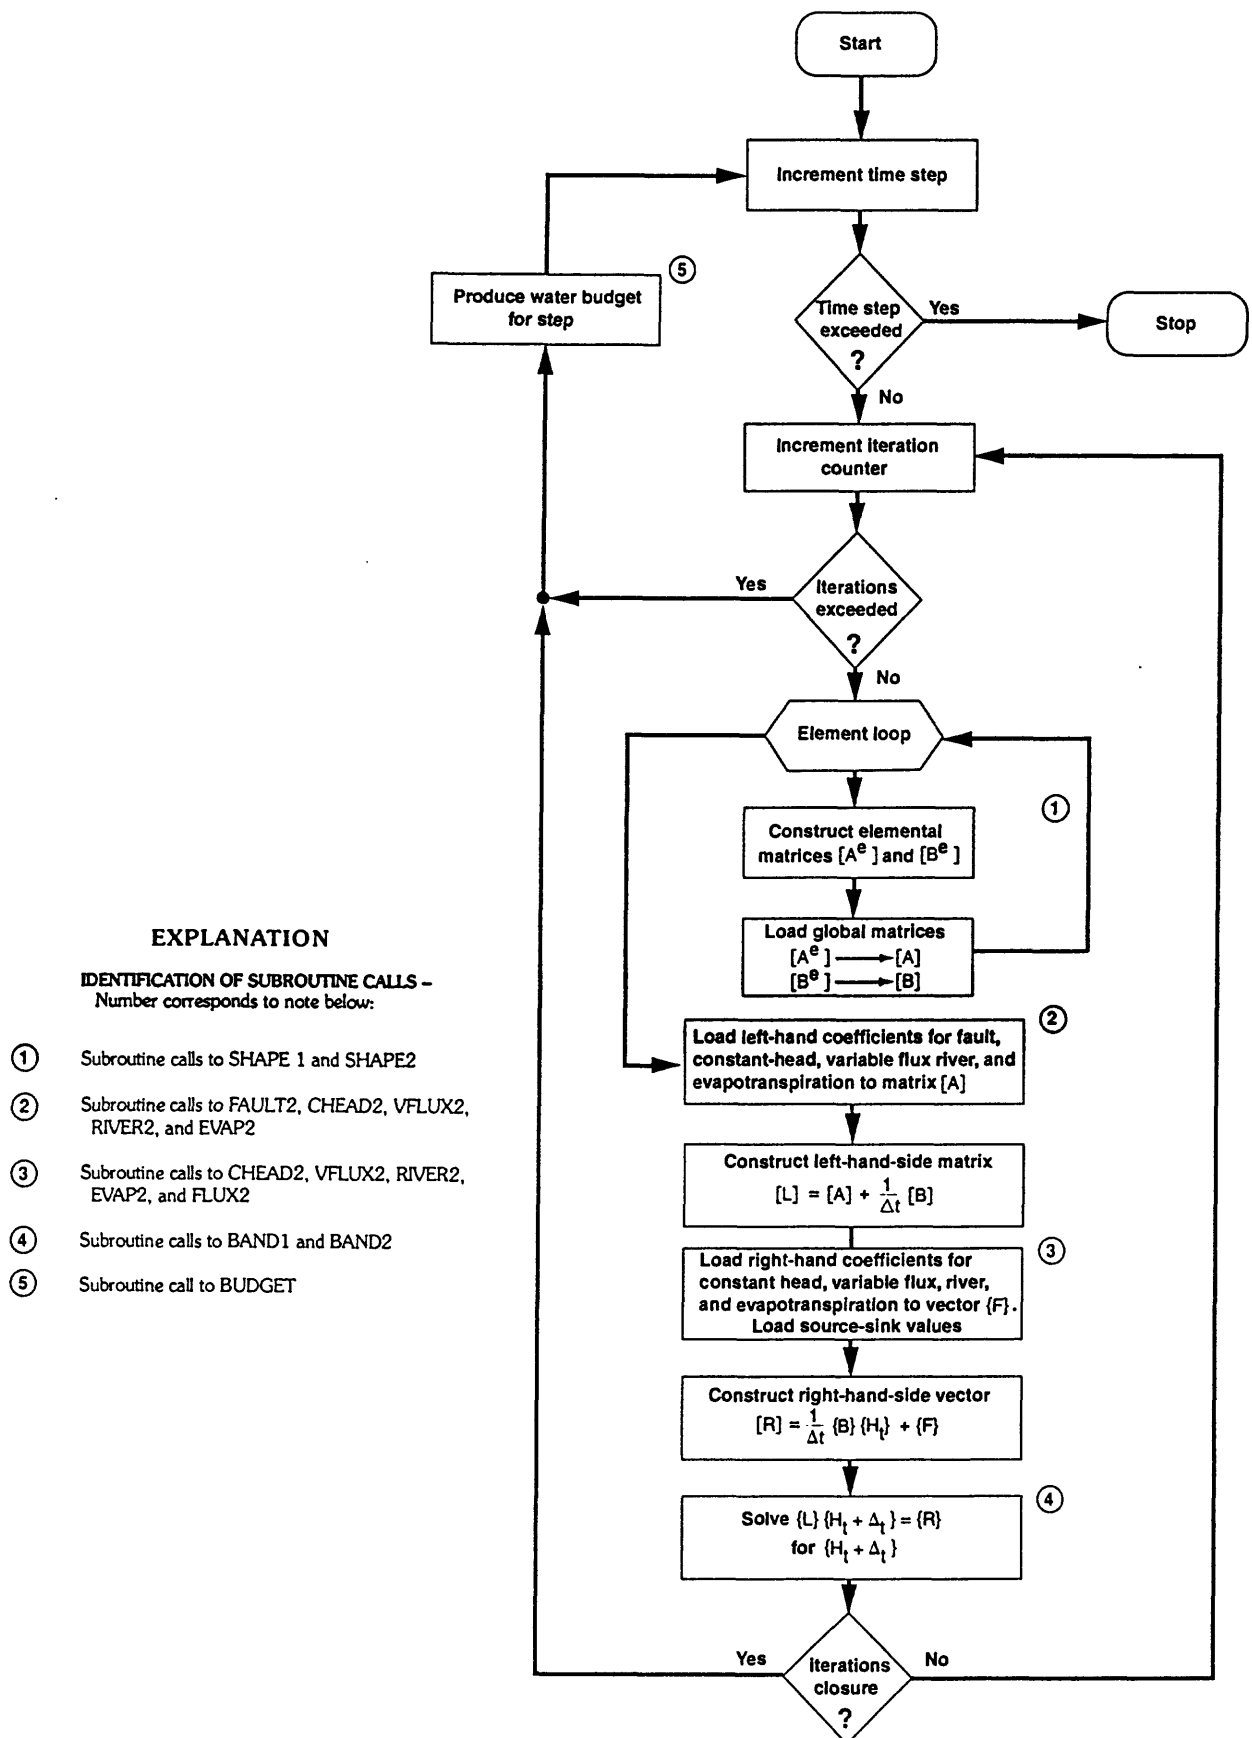 Start
Increment time step
5
Produce water budget
for step
Time step
exceeded
?
Yes
Stop
No
Increment iteration
counter
Yes
Iterations
exceeded
?
No
Element loop
1
Construct elemental
matrices [Aᵉ] and [Bᵉ]
Load global matrices
[Aᵉ] → [A]
[Bᵉ] → [B]
2
Load left-hand coefficients for fault,
constant-head, variable flux river, and
evapotranspiration to matrix [A]
Construct left-hand-side matrix
[L] = [A] + 1/Δt [B]
3
Load right-hand coefficients for
constant head, variable flux, river,
and evapotranspiration to vector {F}.
Load source-sink values
Construct right-hand-side vector
[R] = 1/Δt {B} {Hₜ} + {F}
4
Solve {L} {Hₜ + Δₜ} = {R}
for {Hₜ + Δₜ}
Yes
iterations
closure
?
No
EXPLANATION
IDENTIFICATION OF SUBROUTINE CALLS –
Number corresponds to note below:
1 Subroutine calls to SHAPE 1 and SHAPE2
2 Subroutine calls to FAULT2, CHEAD2, VFLUX2,
RIVER2, and EVAP2
3 Subroutine calls to CHEAD2, VFLUX2, RIVER2,
EVAP2, and FLUX2
4 Subroutine calls to BAND1 and BAND2
5 Subroutine call to BUDGET